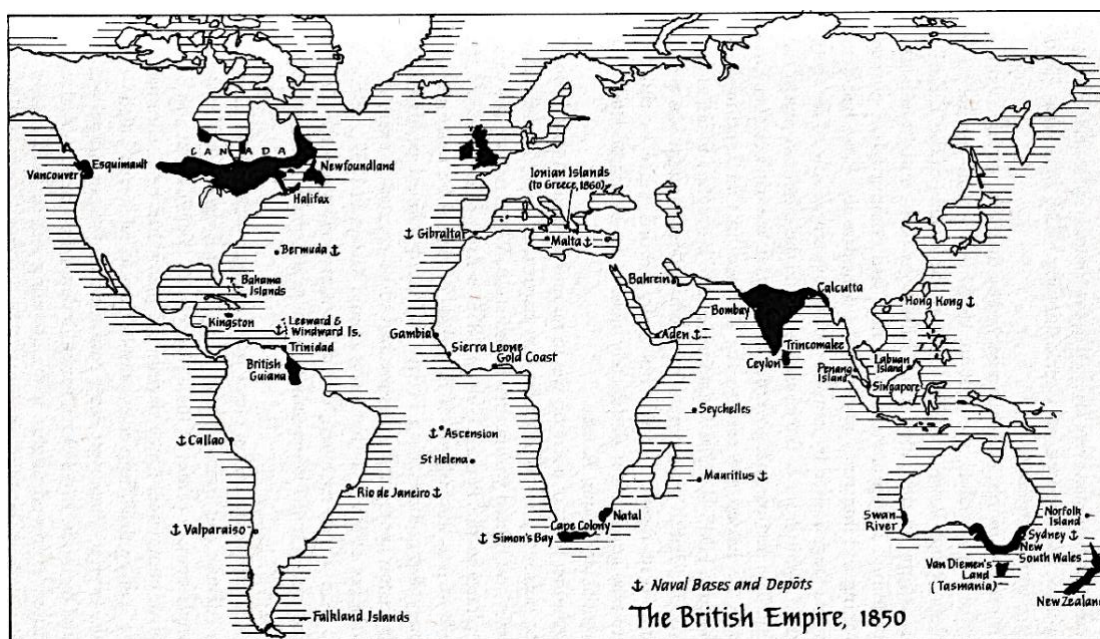 CANADA
Esquimault
Vancouver
Newfoundland
Halifax
Ionian Islands
(to Greece, 1860)
Gibraltar
Malta
Bermuda
Bahama
Islands
Kingston
Leeward &
Windward Is.
Trinidad
British
Guiana
Gambia
Sierra Leone
Gold Coast
Bahrein
Aden
Bombay
Calcutta
Trincomalee
Ceylon
Hong Kong
Penang
Island
Labuan
Island
Singapore
Seychelles
Callao
Ascension
St Helena
Mauritius
Rio de Janeiro
Valparaiso
Simon's Bay
Cape Colony
Natal
Swan
River
Norfolk
Island
Sydney
New
South Wales
Van Diemen's
Land
(Tasmania)
New Zealand
Falkland Islands
Naval Bases and Depôts
The British Empire, 1850